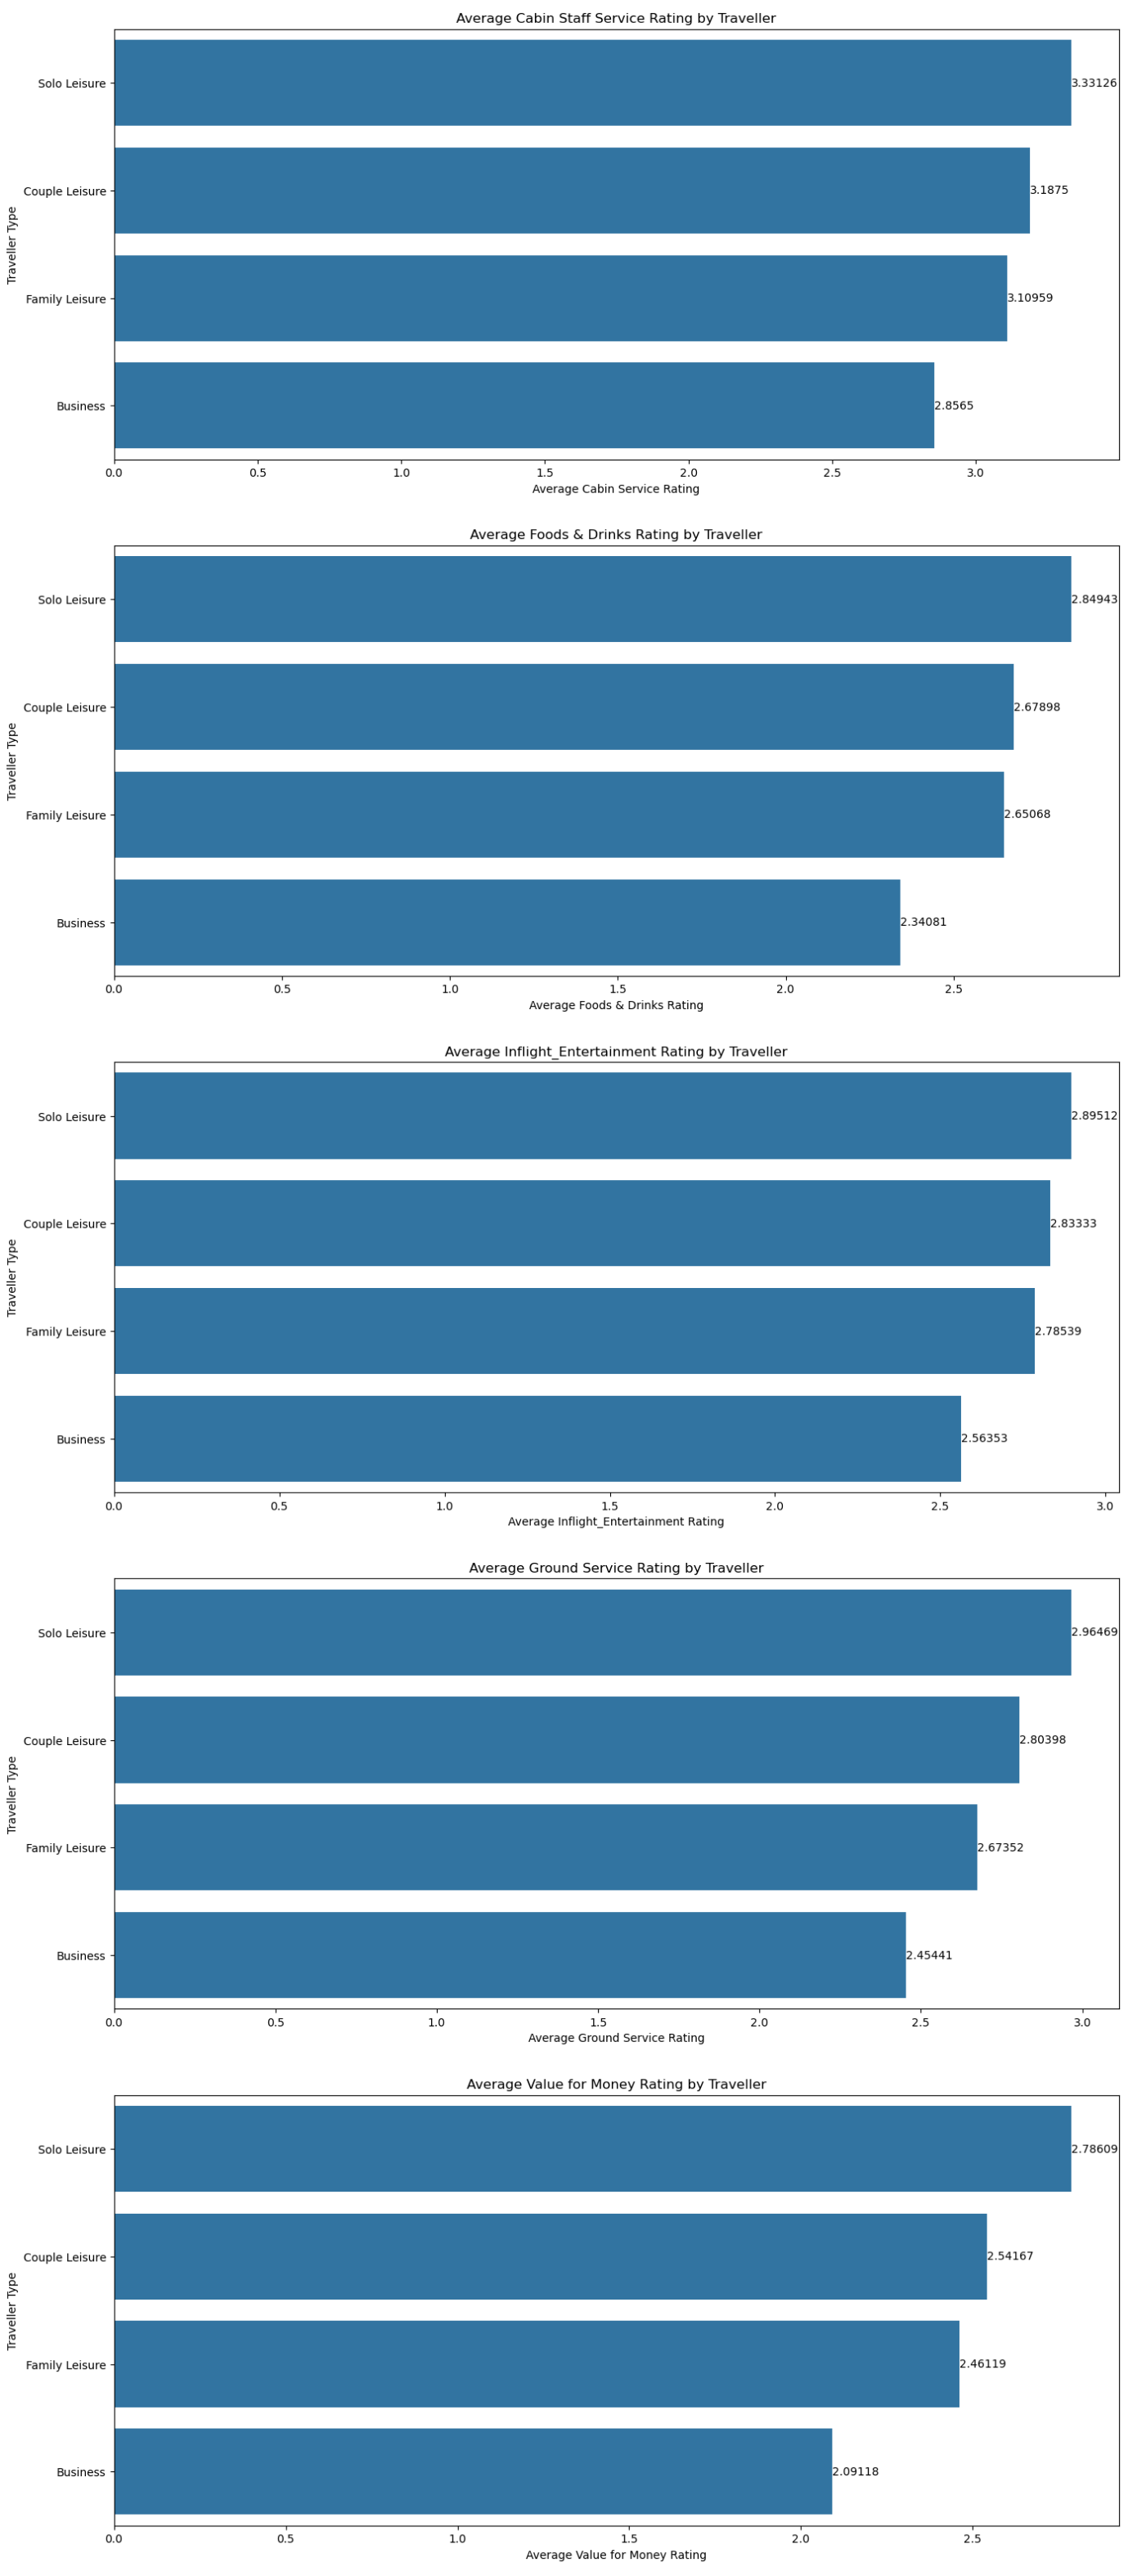 Average Cabin Staff Service Rating by Traveller
Traveller Type
Solo Leisure
3.33126
Couple Leisure
3.1875
Family Leisure
3.10959
Business
2.8565
0.0 0.5 1.0 1.5 2.0 2.5 3.0
Average Cabin Service Rating
Average Foods & Drinks Rating by Traveller
Traveller Type
Solo Leisure
2.84943
Couple Leisure
2.67898
Family Leisure
2.65068
Business
2.34081
0.0 0.5 1.0 1.5 2.0 2.5
Average Foods & Drinks Rating
Average Inflight_Entertainment Rating by Traveller
Traveller Type
Solo Leisure
2.89512
Couple Leisure
2.83333
Family Leisure
2.78539
Business
2.56353
0.0 0.5 1.0 1.5 2.0 2.5 3.0
Average Inflight_Entertainment Rating
Average Ground Service Rating by Traveller
Traveller Type
Solo Leisure
2.96469
Couple Leisure
2.80398
Family Leisure
2.67352
Business
2.45441
0.0 0.5 1.0 1.5 2.0 2.5 3.0
Average Ground Service Rating
Average Value for Money Rating by Traveller
Traveller Type
Solo Leisure
2.78609
Couple Leisure
2.54167
Family Leisure
2.46119
Business
2.09118
0.0 0.5 1.0 1.5 2.0 2.5
Average Value for Money Rating